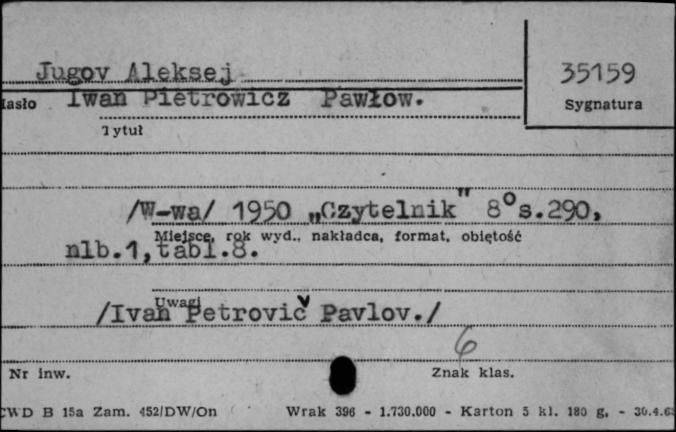 Jugov Aleksej
35159
Hasło Iwan Pietrowicz Pawłow.
Sygnatura
Tytuł
/W-wa/ 1950 „Czytelnik" 8° s.290,
Miejsce, rok wyd., nakładca, format, objętość
nlb.1, tabl.8.
Uwagi
/Ivan Petrovič Pavlov./
6
Nr inw.
Znak klas.
CWD B 15a Zam. 452/DW/On Wrak 396 - 1.730.000 - Karton 5 kl. 180 g. - 30.4.63